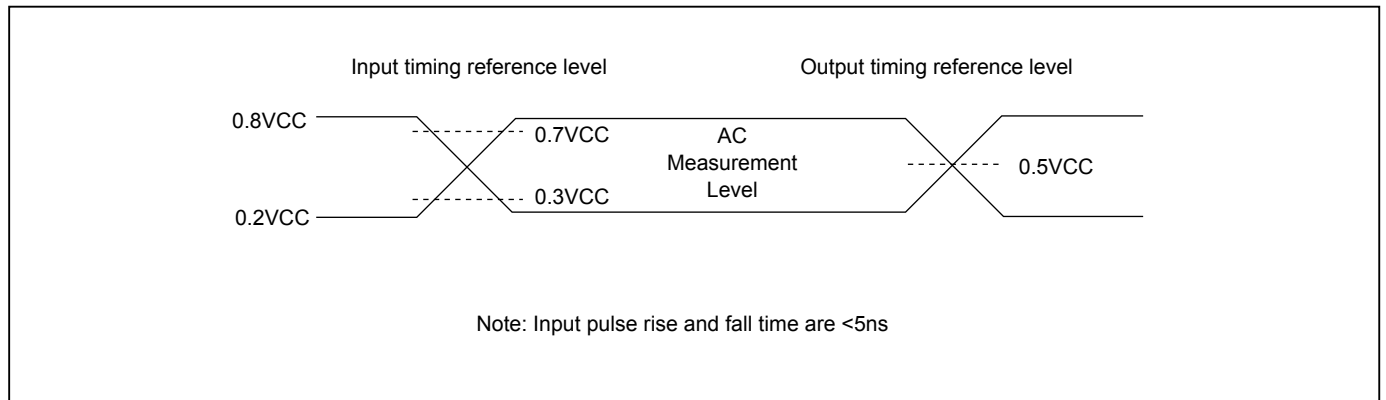 Input timing reference level
Output timing reference level
0.8VCC
0.7VCC
AC
Measurement
Level
0.5VCC
0.3VCC
0.2VCC
Note: Input pulse rise and fall time are <5ns